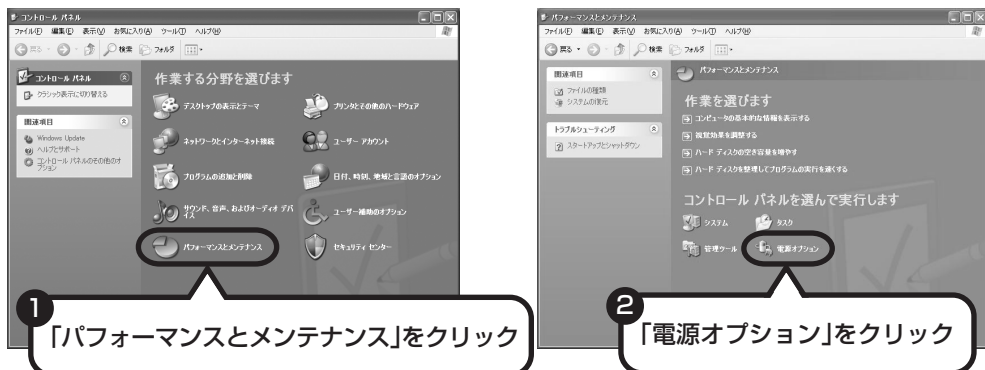 コントロール パネル
ファイル(F) 編集(E) 表示(V) お気に入り(A) ツール(T) ヘルプ(H)
戻る 検索 フォルダ
コントロール パネル
クラシック表示に切り替える
関連項目
Windows Update
ヘルプとサポート
コントロール パネルのその他のオ
プション
作業する分野を選びます
デスクトップの表示とテーマ
プリンタとその他のハードウェア
ネットワークとインターネット接続
ユーザー アカウント
プログラムの追加と削除
日付、時刻、地域と言語のオプション
サウンド、音声、およびオーディオ デバ
イス
ユーザー補助のオプション
パフォーマンスとメンテナンス
セキュリティ センター
1
「パフォーマンスとメンテナンス」をクリック
パフォーマンスとメンテナンス
ファイル(F) 編集(E) 表示(V) お気に入り(A) ツール(T) ヘルプ(H)
戻る 検索 フォルダ
関連項目
ファイルの種類
システムの復元
トラブルシューティング
スタートアップとシャットダウン
パフォーマンスとメンテナンス
作業を選びます
コンピュータの基本的な情報を表示する
視覚効果を調整する
ハード ディスクの空き容量を増やす
ハード ディスクを整理してプログラムの実行を速くする
コントロール パネルを選んで実行します
システム
タスク
管理ツール
電源オプション
2
「電源オプション」をクリック